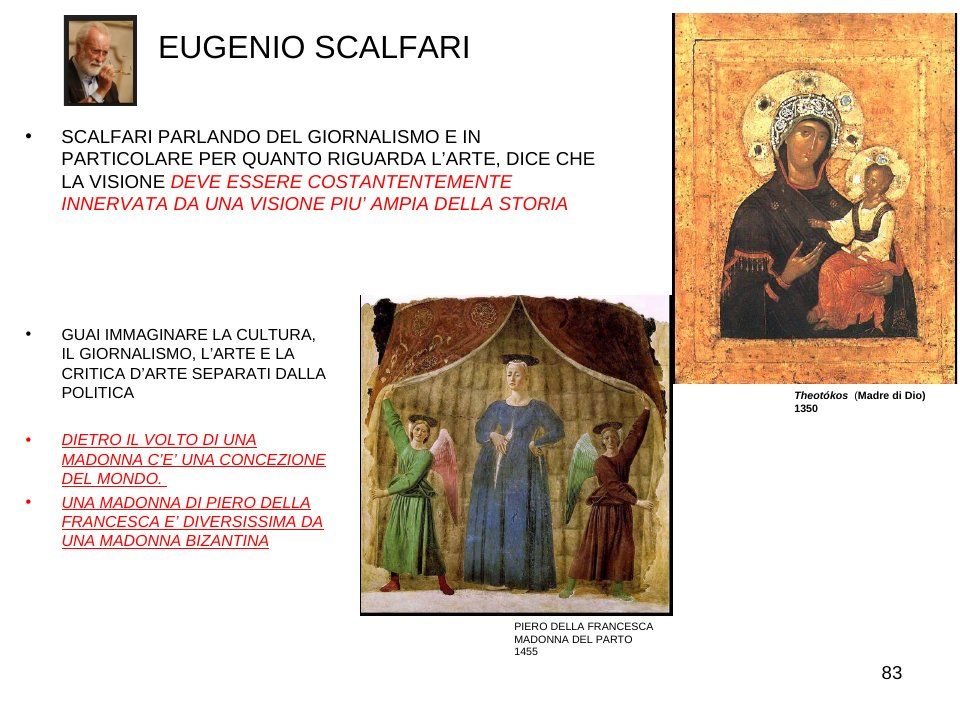 EUGENIO SCALFARI
• SCALFARI PARLANDO DEL GIORNALISMO E IN
PARTICOLARE PER QUANTO RIGUARDA L'ARTE, DICE CHE
LA VISIONE DEVE ESSERE COSTANTENTEMENTE
INNERVATA DA UNA VISIONE PIU' AMPIA DELLA STORIA
• GUAI IMMAGINARE LA CULTURA,
IL GIORNALISMO, L'ARTE E LA
CRITICA D'ARTE SEPARATI DALLA
POLITICA
• DIETRO IL VOLTO DI UNA
MADONNA C'E' UNA CONCEZIONE
DEL MONDO.
• UNA MADONNA DI PIERO DELLA
FRANCESCA E' DIVERSISSIMA DA
UNA MADONNA BIZANTINA
Theotókos (Madre di Dio)
1350
PIERO DELLA FRANCESCA
MADONNA DEL PARTO
1455
83